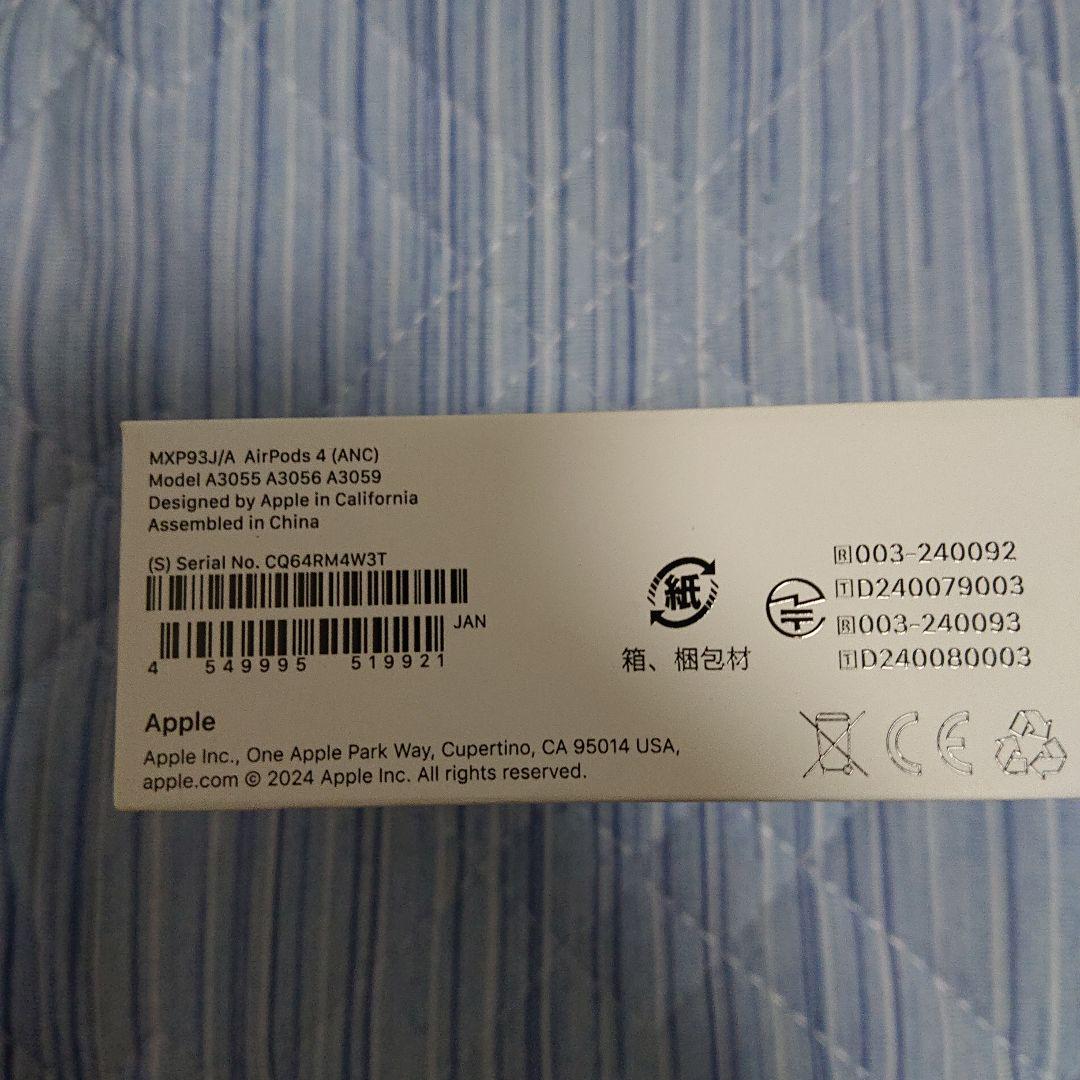 MXP93J/A AirPods 4 (ANC)
Model A3055 A3056 A3059
Designed by Apple in California
Assembled in China
(S) Serial No. CQ64RM4W3T
JAN
4 549995 519921
Apple
Apple Inc., One Apple Park Way, Cupertino, CA 95014 USA,
apple.com © 2024 Apple Inc. All rights reserved.
紙
箱、梱包材
R 003-240092
T D240079003
R 003-240093
T D240080003
CE